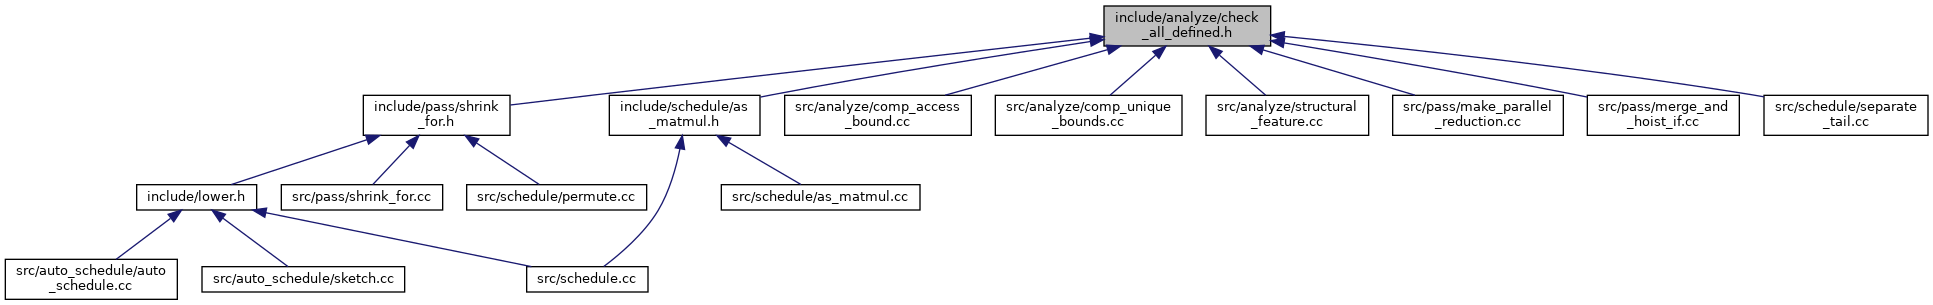 include/analyze/check
_all_defined.h
include/pass/shrink
_for.h
include/schedule/as
_matmul.h
src/analyze/comp_access
_bound.cc
src/analyze/comp_unique
_bounds.cc
src/analyze/structural
_feature.cc
src/pass/make_parallel
_reduction.cc
src/pass/merge_and
_hoist_if.cc
src/schedule/separate
_tail.cc
include/lower.h
src/pass/shrink_for.cc
src/schedule/permute.cc
src/schedule/as_matmul.cc
src/auto_schedule/auto
_schedule.cc
src/auto_schedule/sketch.cc
src/schedule.cc